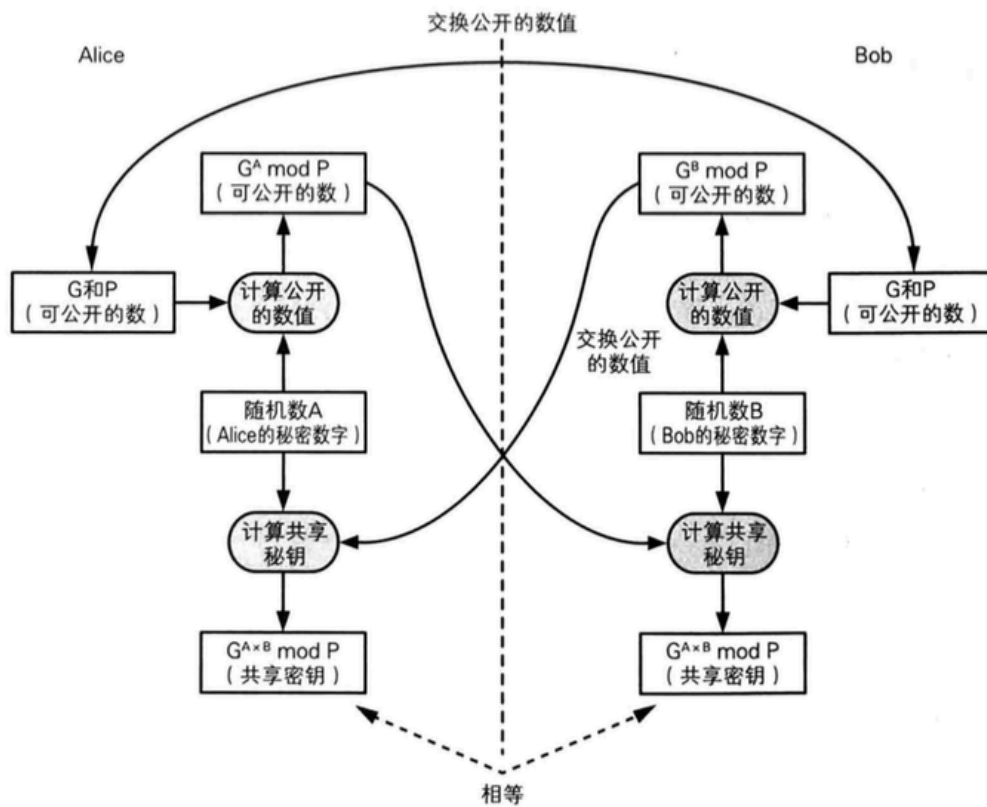 交换公开的数值
Alice
Bob
G^A mod P
(可公开的数)
G^B mod P
(可公开的数)
G和P
(可公开的数)
计算公开
的数值
计算公开
的数值
G和P
(可公开的数)
交换公开
的数值
随机数A
(Alice的秘密数字)
随机数B
(Bob的秘密数字)
计算共享
秘钥
计算共享
秘钥
G^A×B mod P
(共享密钥)
G^A×B mod P
(共享密钥)
相等